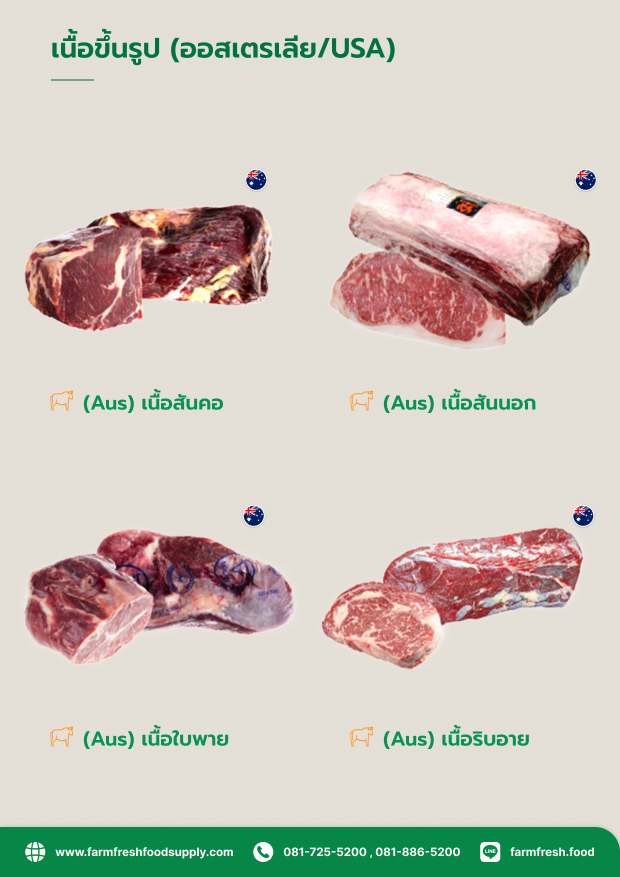 เนื้อขึ้นรูป (ออสเตรเลีย/USA)
(Aus) เนื้อสันคอ
(Aus) เนื้อสันนอก
(Aus) เนื้อใบพาย
(Aus) เนื้อริบอาย
www.farmfreshfoodsupply.com
081-725-5200 , 081-886-5200
LINE
farmfresh.food